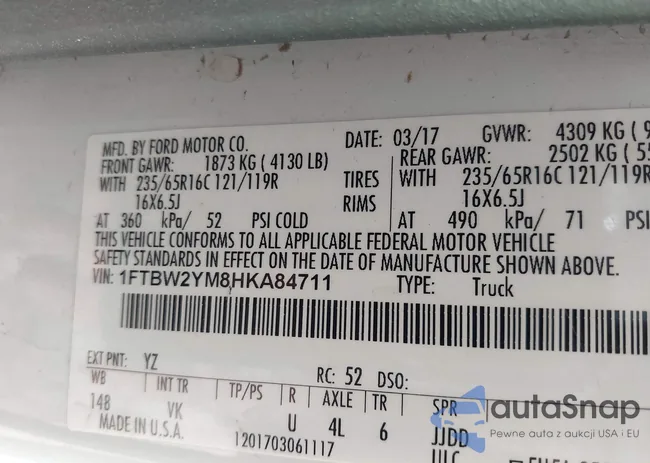 MFD. BY FORD MOTOR CO. DATE: 03/17 GVWR: 4309 KG (
FRONT GAWR: 1873 KG ( 4130 LB) REAR GAWR: 2502 KG (
WITH 235/65R16C 121/119R TIRES WITH 235/65R16C 121/119R
16X6.5J RIMS 16X6.5J
AT 360 kPa/ 52 PSI COLD AT 490 kPa/ 71 PSI
THIS VEHICLE CONFORMS TO ALL APPLICABLE FEDERAL MOTOR VEHICLE
SAFETY STANDARDS IN EFFECT ON THE DATE OF MANUFACTURE SHOWN ABOVE.
VIN: 1FTBW2YM8HKA84711 TYPE: Truck
EXT PNT: YZ RC: 52 DSO:
WB INT TR TP/PS R AXLE TR SPR
148 VK U 4L 6 JJDD
MADE IN U.S.A. 1201703061117
autoSnap
Pewne auta z aukcji USA i EU